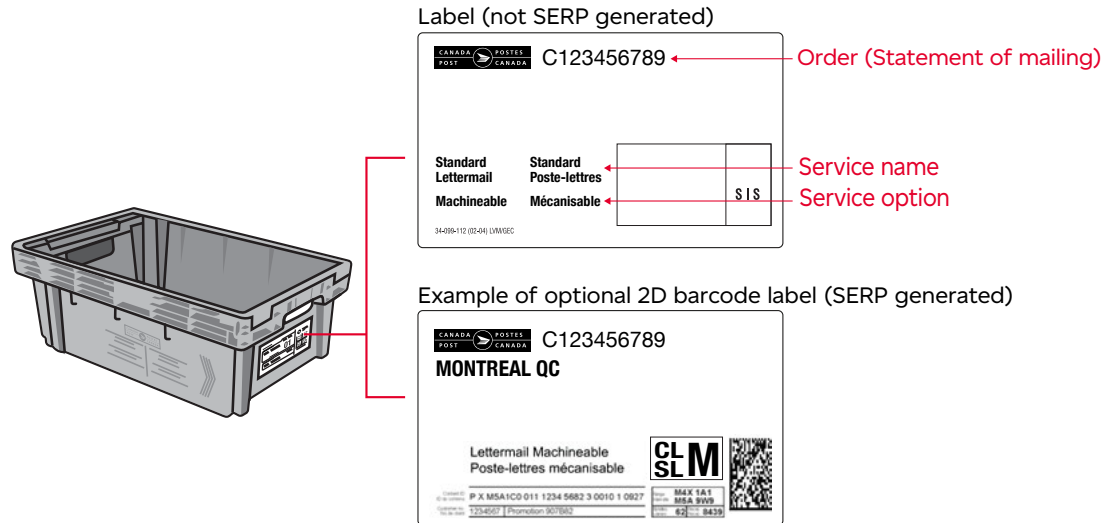 Label (not SERP generated)
CANADA POSTES
POST CANADA
C123456789
Order (Statement of mailing)
Standard Standard
Lettermail Poste-lettres
Service name
Machineable Mécanisable
SIS
Service option
34-099-112 (02-04) LVM/GEC
Example of optional 2D barcode label (SERP generated)
CANADA POSTES
POST CANADA
C123456789
MONTREAL QC
Lettermail Machineable
Poste-lettres mécanisable
CL
SL
M
P X M5A1C0 011 1234 5682 3 0010 1 0927
M4X 1A1
M5A 9W9
1234567 Promotion 907B82
62 8439